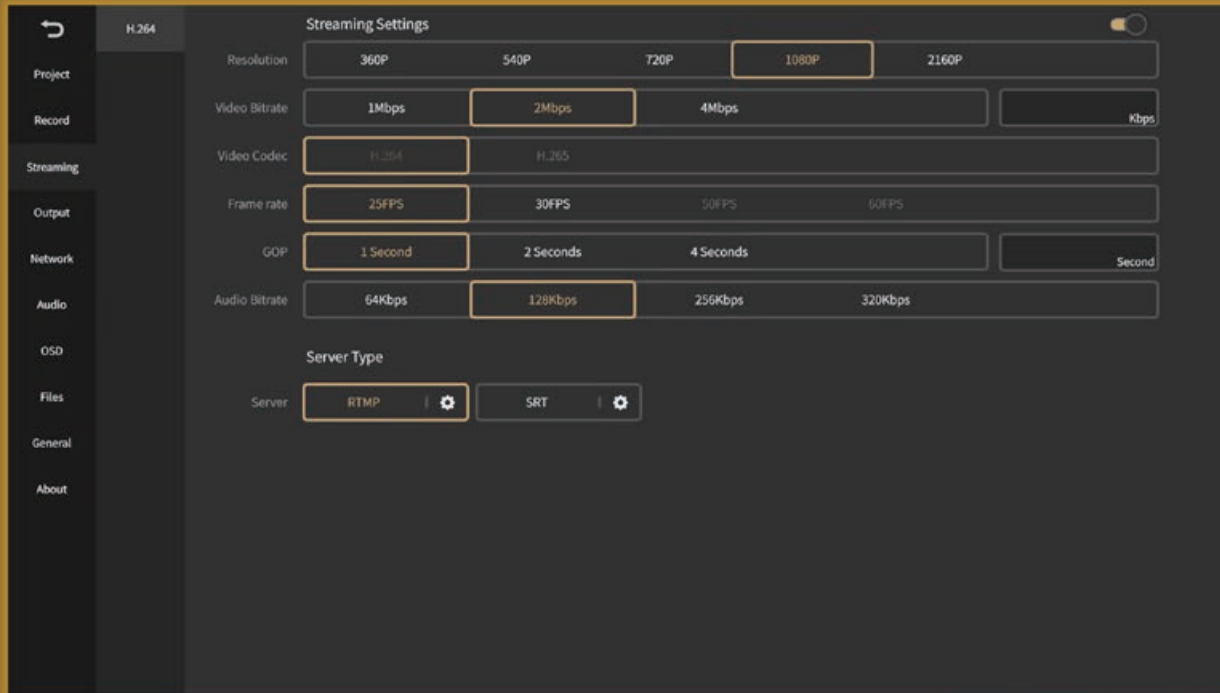 H.264
Streaming Settings
Project
Record
Streaming
Output
Network
Audio
OSD
Files
General
About
Resolution 360P 540P 720P 1080P 2160P
Video Bitrate 1Mbps 2Mbps 4Mbps Kbps
Video Codec H.264 H.265
Frame rate 25FPS 30FPS 50FPS 60FPS
GOP 1 Second 2 Seconds 4 Seconds Second
Audio Bitrate 64Kbps 128Kbps 256Kbps 320Kbps
Server Type
Server RTMP SRT